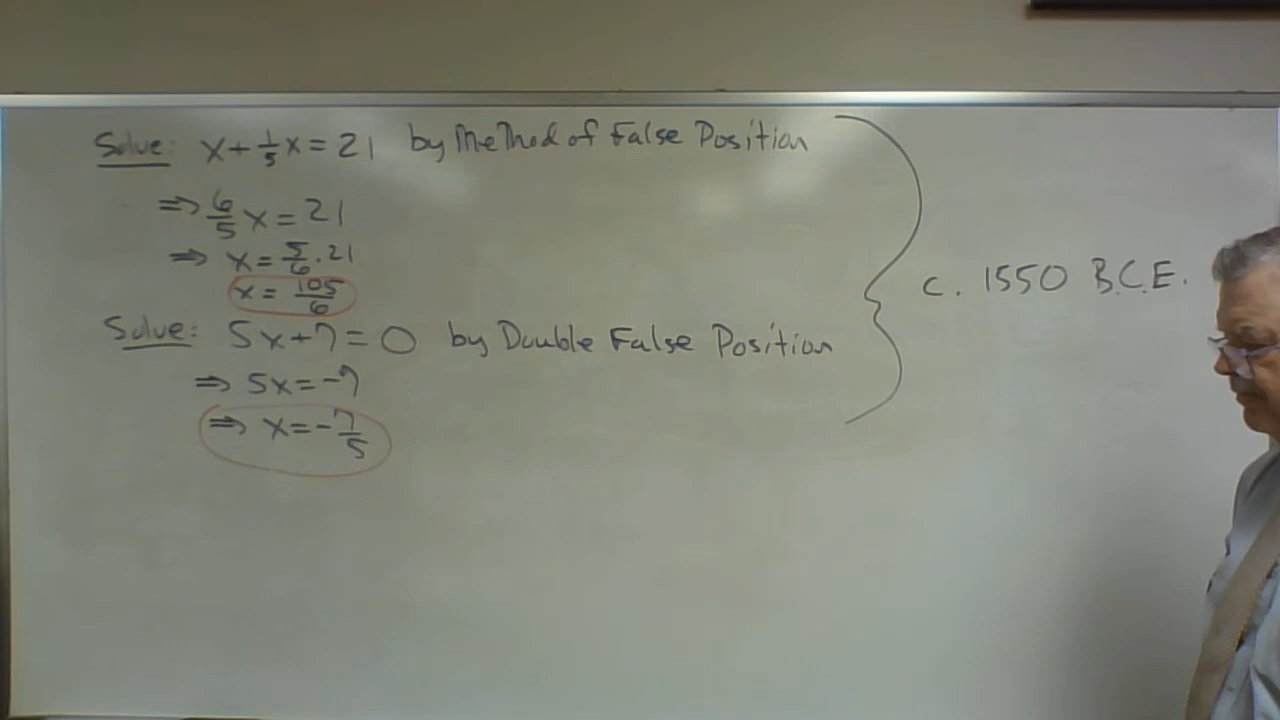 Solve: x + 1/5 x = 21 by Method of False Position
⇒ 6/5 x = 21
⇒ x = 5/6 · 21
x = 105/6
Solve: 5x + 7 = 0 by Double False Position
⇒ 5x = -7
⇒ x = - 7/5
c. 1550 B.C.E.